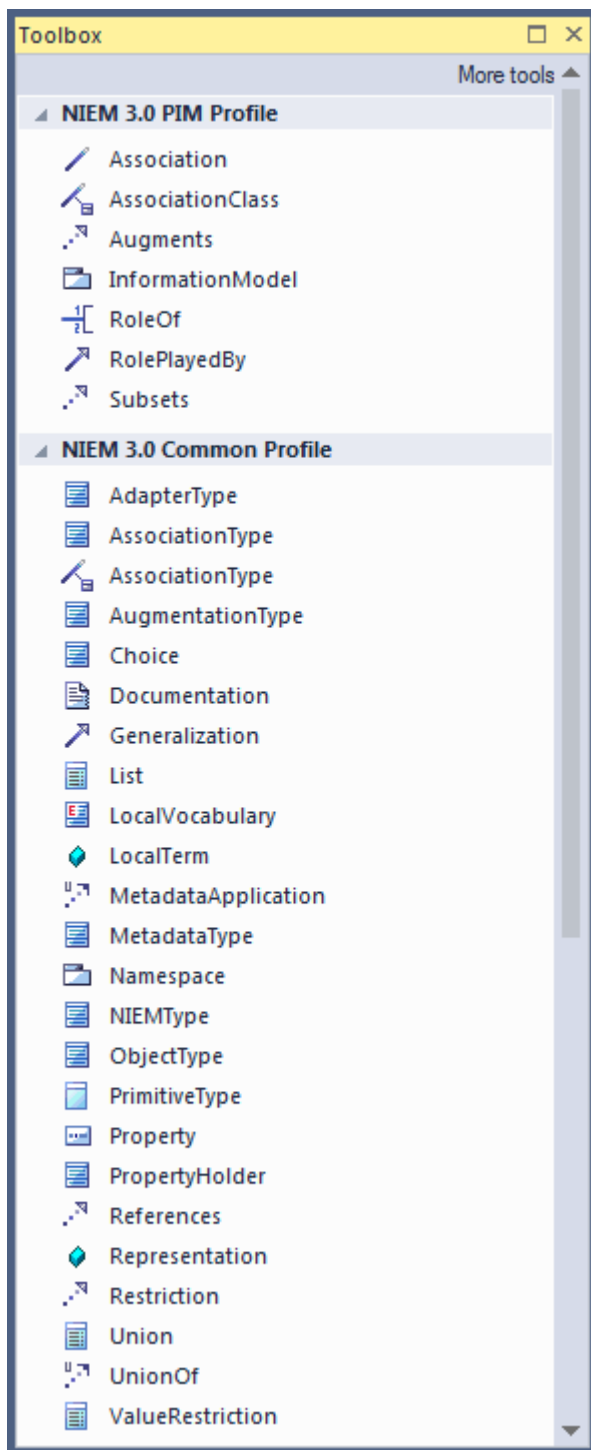 Toolbox
More tools
NIEM 3.0 PIM Profile
Association
AssociationClass
Augments
InformationModel
RoleOf
RolePlayedBy
Subsets
NIEM 3.0 Common Profile
AdapterType
AssociationType
AssociationType
AugmentationType
Choice
Documentation
Generalization
List
LocalVocabulary
LocalTerm
MetadataApplication
MetadataType
Namespace
NIEMType
ObjectType
PrimitiveType
Property
PropertyHolder
References
Representation
Restriction
Union
UnionOf
ValueRestriction